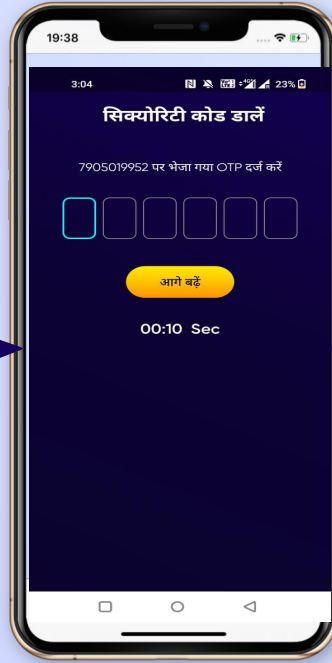 19:38
3:04 23%
सिक्योरिटी कोड डालें
7905019952 पर भेजा गया OTP दर्ज करें
आगे बढ़ें
00:10 Sec